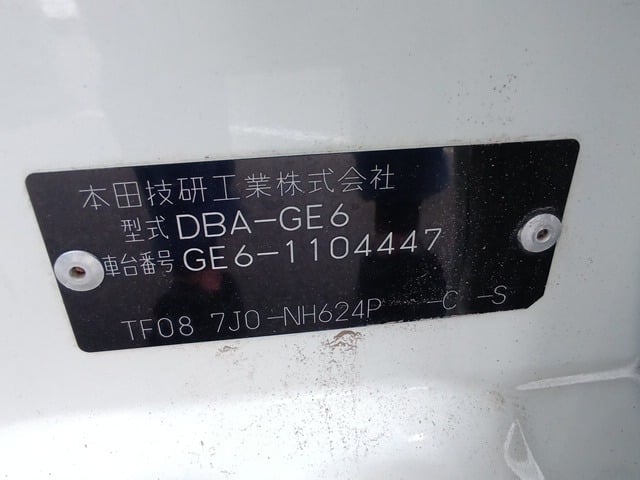 本田技研工業株式会社
型式 DBA-GE6
車台番号 GE6-1104447
TF08 7J0-NH624P -C -S